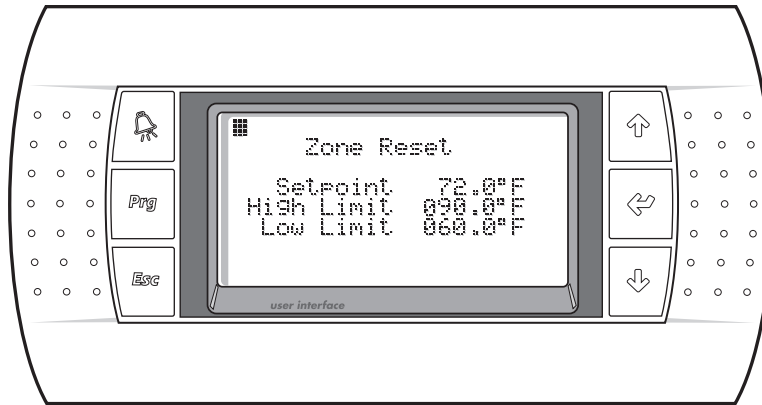 Zone Reset
Setpoint 72.0°F
High Limit 090.0°F
Low Limit 060.0°F
Prg
Esc
user interface